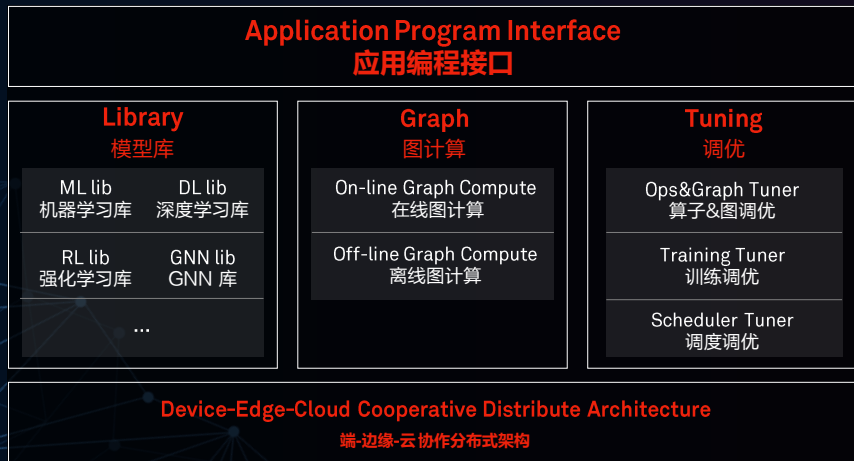 Application Program Interface
应用编程接口
Library
模型库
ML lib
机器学习库
DL lib
深度学习库
RL lib
强化学习库
GNN lib
GNN 库
...
Graph
图计算
On-line Graph Compute
在线图计算
Off-line Graph Compute
离线图计算
Tuning
调优
Ops&Graph Tuner
算子&图调优
Training Tuner
训练调优
Scheduler Tuner
调度调优
Device-Edge-Cloud Cooperative Distribute Architecture
端-边缘-云协作分布式架构